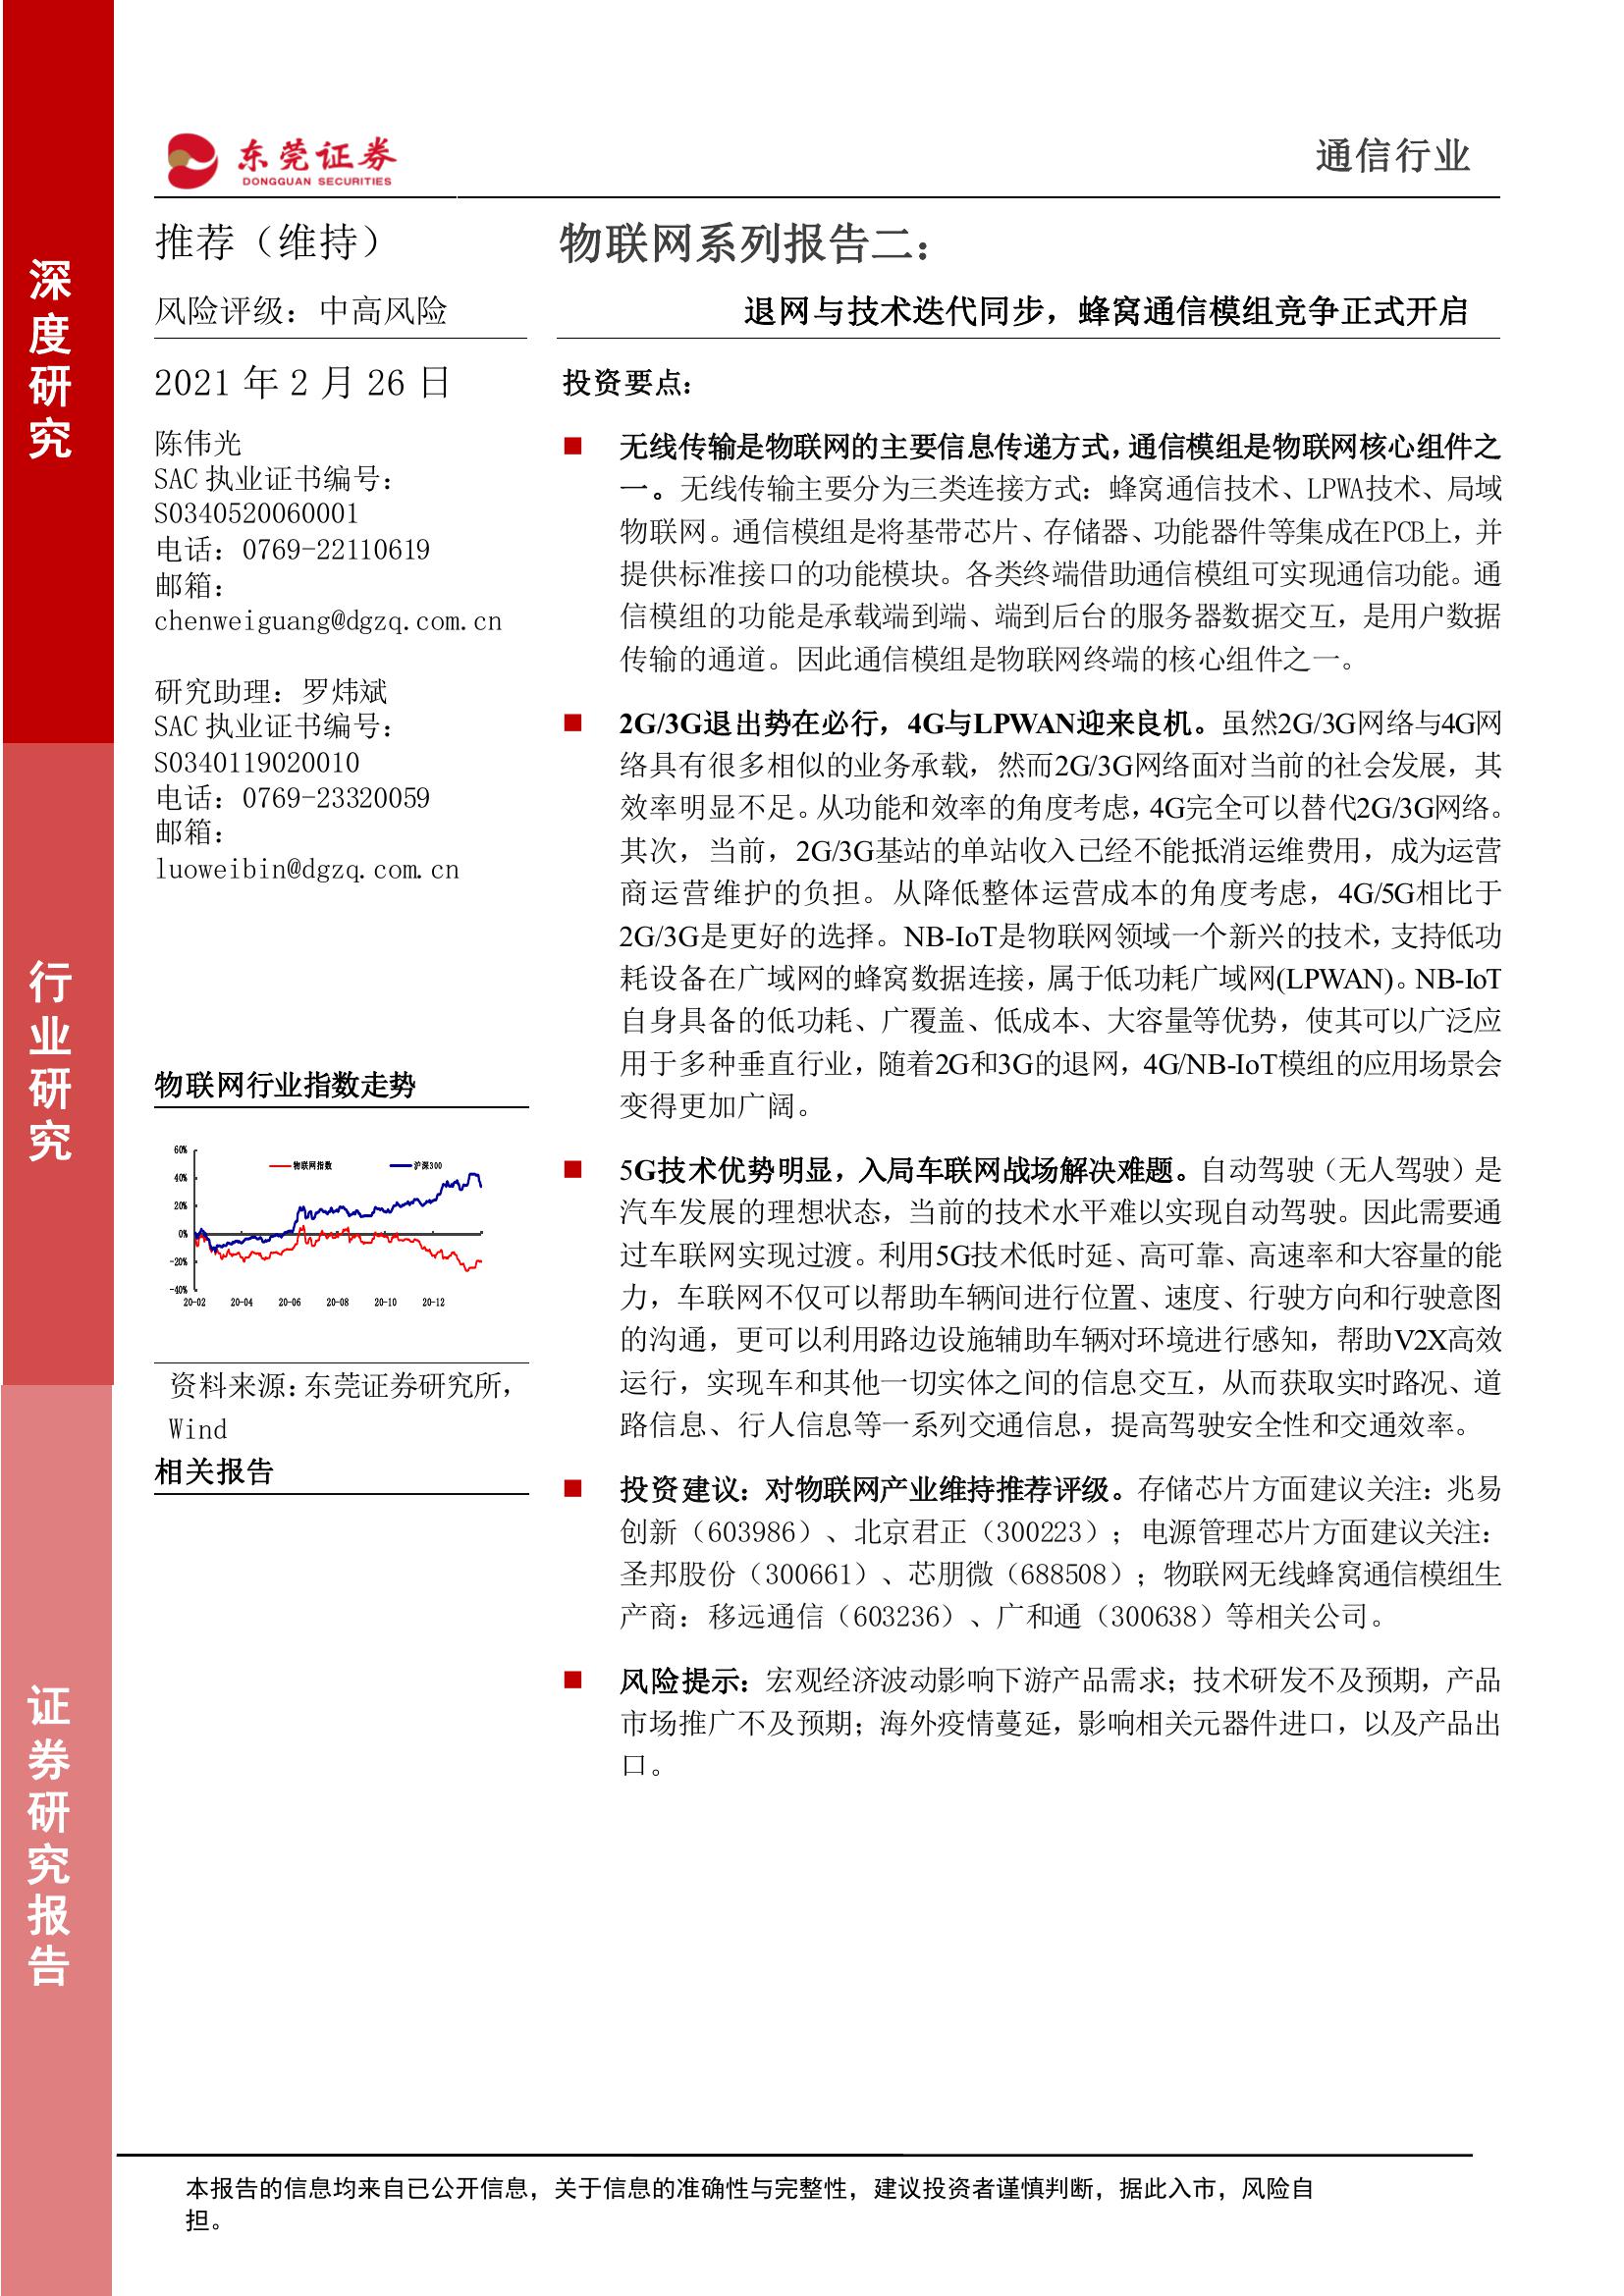 东莞证券
DONGGUAN SECURITIES
通信行业
深度研究
行业研究
证券研究报告
推荐（维持）
风险评级：中高风险
2021 年 2 月 26 日
陈伟光
SAC 执业证书编号：
S0340520060001
电话：0769-22110619
邮箱：
chenweiguang@dgzq.com.cn
研究助理：罗炜斌
SAC 执业证书编号：
S0340119020010
电话：0769-23320059
邮箱：
luoweibin@dgzq.com.cn
物联网行业指数走势
物联网指数
沪深300
60%
40%
20%
0%
-20%
-40%
20-02 20-04 20-06 20-08 20-10 20-12
资料来源：东莞证券研究所，
Wind
相关报告
物联网系列报告二：
退网与技术迭代同步，蜂窝通信模组竞争正式开启
投资要点：
■ 无线传输是物联网的主要信息传递方式，通信模组是物联网核心组件之
一。无线传输主要分为三类连接方式：蜂窝通信技术、LPWA技术、局域
物联网。通信模组是将基带芯片、存储器、功能器件等集成在PCB上，并
提供标准接口的功能模块。各类终端借助通信模组可实现通信功能。通
信模组的功能是承载端到端、端到后台的服务器数据交互，是用户数据
传输的通道。因此通信模组是物联网终端的核心组件之一。
■ 2G/3G退出势在必行，4G与LPWAN迎来良机。虽然2G/3G网络与4G网
络具有很多相似的业务承载，然而2G/3G网络面对当前的社会发展，其
效率明显不足。从功能和效率的角度考虑，4G完全可以替代2G/3G网络。
其次，当前，2G/3G基站的单站收入已经不能抵消运维费用，成为运营
商运营维护的负担。从降低整体运营成本的角度考虑，4G/5G相比于
2G/3G是更好的选择。NB-IoT是物联网领域一个新兴的技术，支持低功
耗设备在广域网的蜂窝数据连接，属于低功耗广域网(LPWAN)。NB-IoT
自身具备的低功耗、广覆盖、低成本、大容量等优势，使其可以广泛应
用于多种垂直行业，随着2G和3G的退网，4G/NB-IoT模组的应用场景会
变得更加广阔。
■ 5G技术优势明显，入局车联网战场解决难题。自动驾驶（无人驾驶）是
汽车发展的理想状态，当前的技术水平难以实现自动驾驶。因此需要通
过车联网实现过渡。利用5G技术低时延、高可靠、高速率和大容量的能
力，车联网不仅可以帮助车辆间进行位置、速度、行驶方向和行驶意图
的沟通，更可以利用路边设施辅助车辆对环境进行感知，帮助V2X高效
运行，实现车和其他一切实体之间的信息交互，从而获取实时路况、道
路信息、行人信息等一系列交通信息，提高驾驶安全性和交通效率。
■ 投资建议：对物联网产业维持推荐评级。存储芯片方面建议关注：兆易
创新（603986）、北京君正（300223）；电源管理芯片方面建议关注：
圣邦股份（300661）、芯朋微（688508）；物联网无线蜂窝通信模组生
产商：移远通信（603236）、广和通（300638）等相关公司。
■ 风险提示：宏观经济波动影响下游产品需求；技术研发不及预期，产品
市场推广不及预期；海外疫情蔓延，影响相关元器件进口，以及产品出
口。
本报告的信息均来自已公开信息，关于信息的准确性与完整性，建议投资者谨慎判断，据此入市，风险自
担。